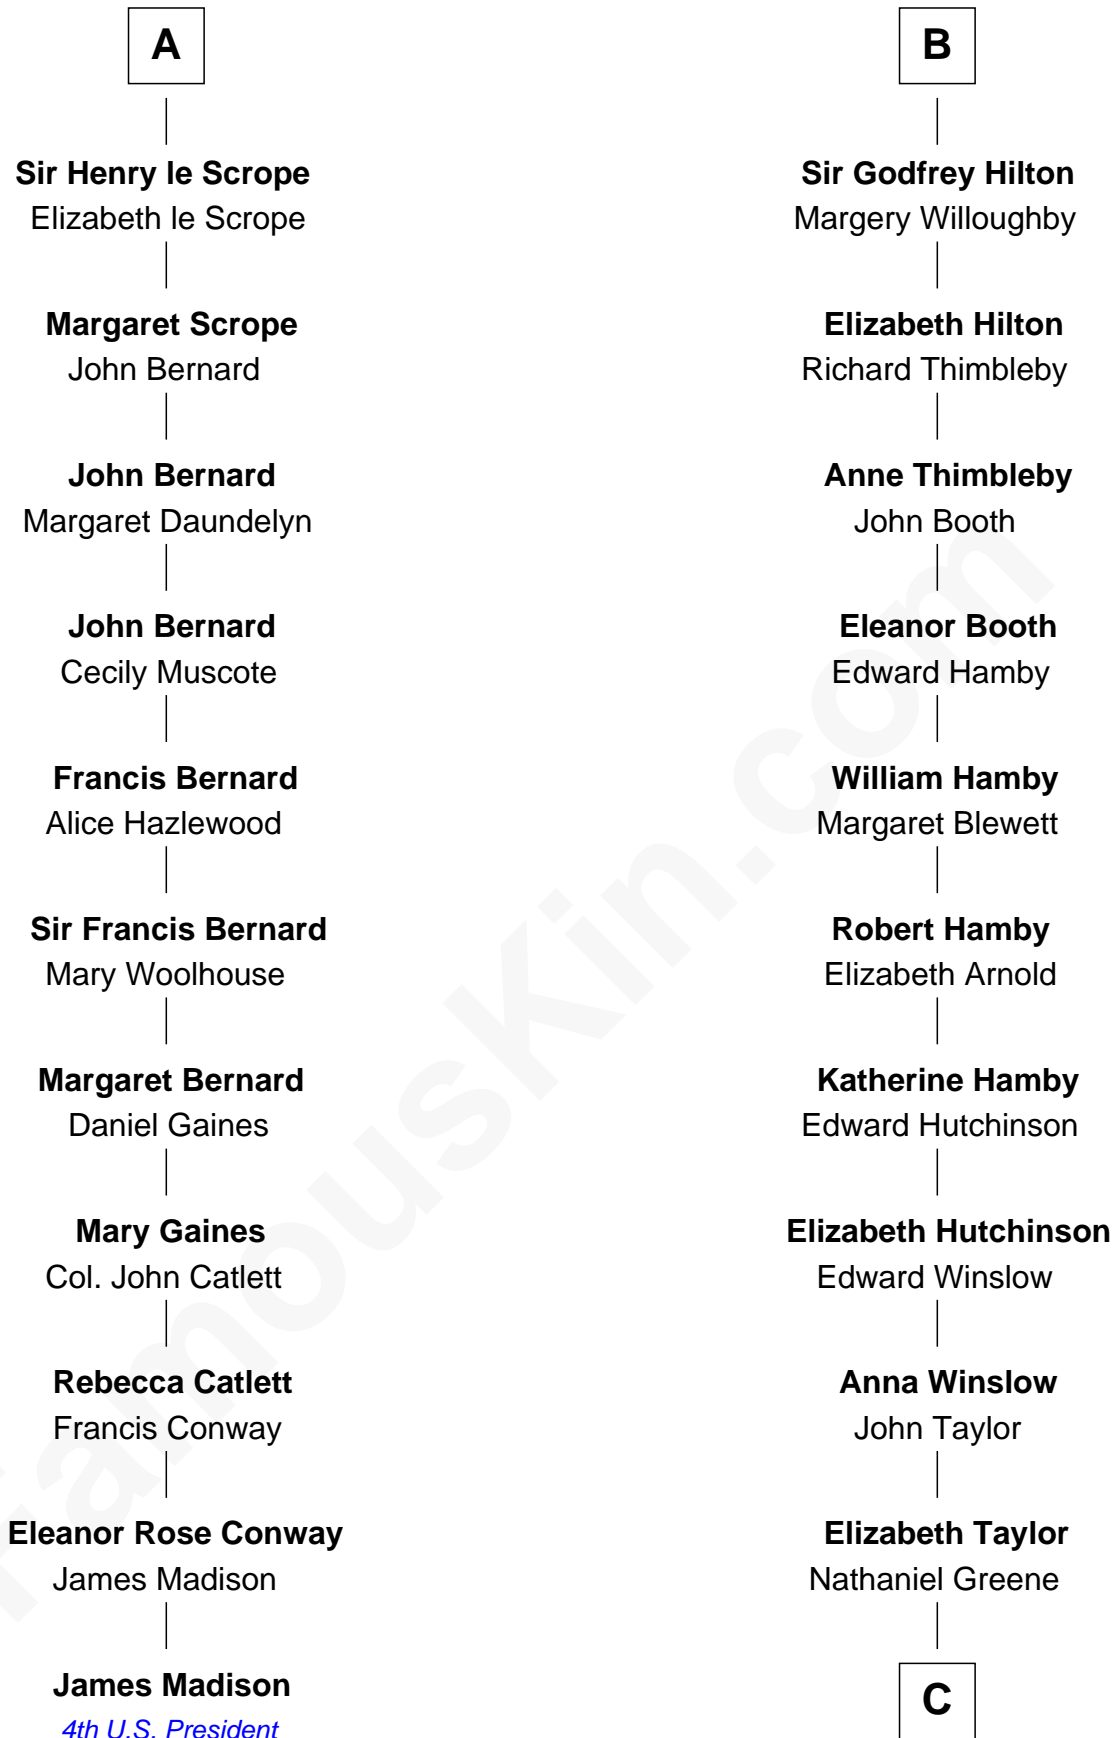 A
Sir Henry le Scrope
Elizabeth le Scrope
Margaret Scrope
John Bernard
John Bernard
Margaret Daundelyn
John Bernard
Cecily Muscote
Francis Bernard
Alice Hazlewood
Sir Francis Bernard
Mary Woolhouse
Margaret Bernard
Daniel Gaines
Mary Gaines
Col. John Catlett
Rebecca Catlett
Francis Conway
Eleanor Rose Conway
James Madison
James Madison
4th U.S. President
B
Sir Godfrey Hilton
Margery Willoughby
Elizabeth Hilton
Richard Thimbleby
Anne Thimbleby
John Booth
Eleanor Booth
Edward Hamby
William Hamby
Margaret Blewett
Robert Hamby
Elizabeth Arnold
Katherine Hamby
Edward Hutchinson
Elizabeth Hutchinson
Edward Winslow
Anna Winslow
John Taylor
Elizabeth Taylor
Nathaniel Greene
C
FamousKin.com